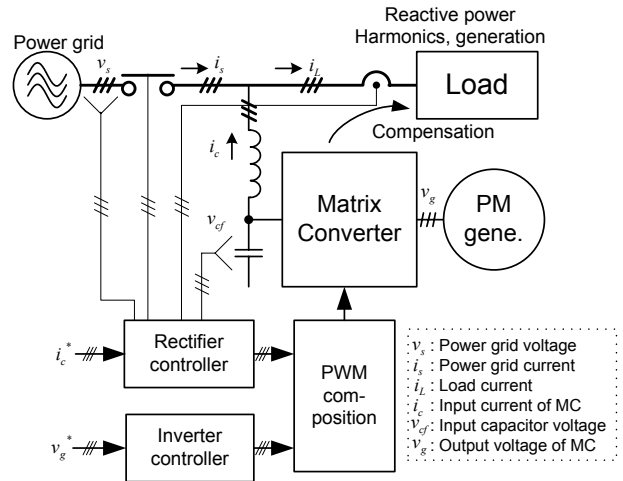 Reactive power
Harmonics, generation
Power grid
v_s
i_s
i_L
Load
Compensation
i_c
v_cf
Matrix
Converter
v_g
PM
gene.
i_c*
Rectifier
controller
PWM
com-
position
v_g*
Inverter
controller
v_s : Power grid voltage
i_s : Power grid current
i_L : Load current
i_c : Input current of MC
v_cf : Input capacitor voltage
v_g : Output voltage of MC